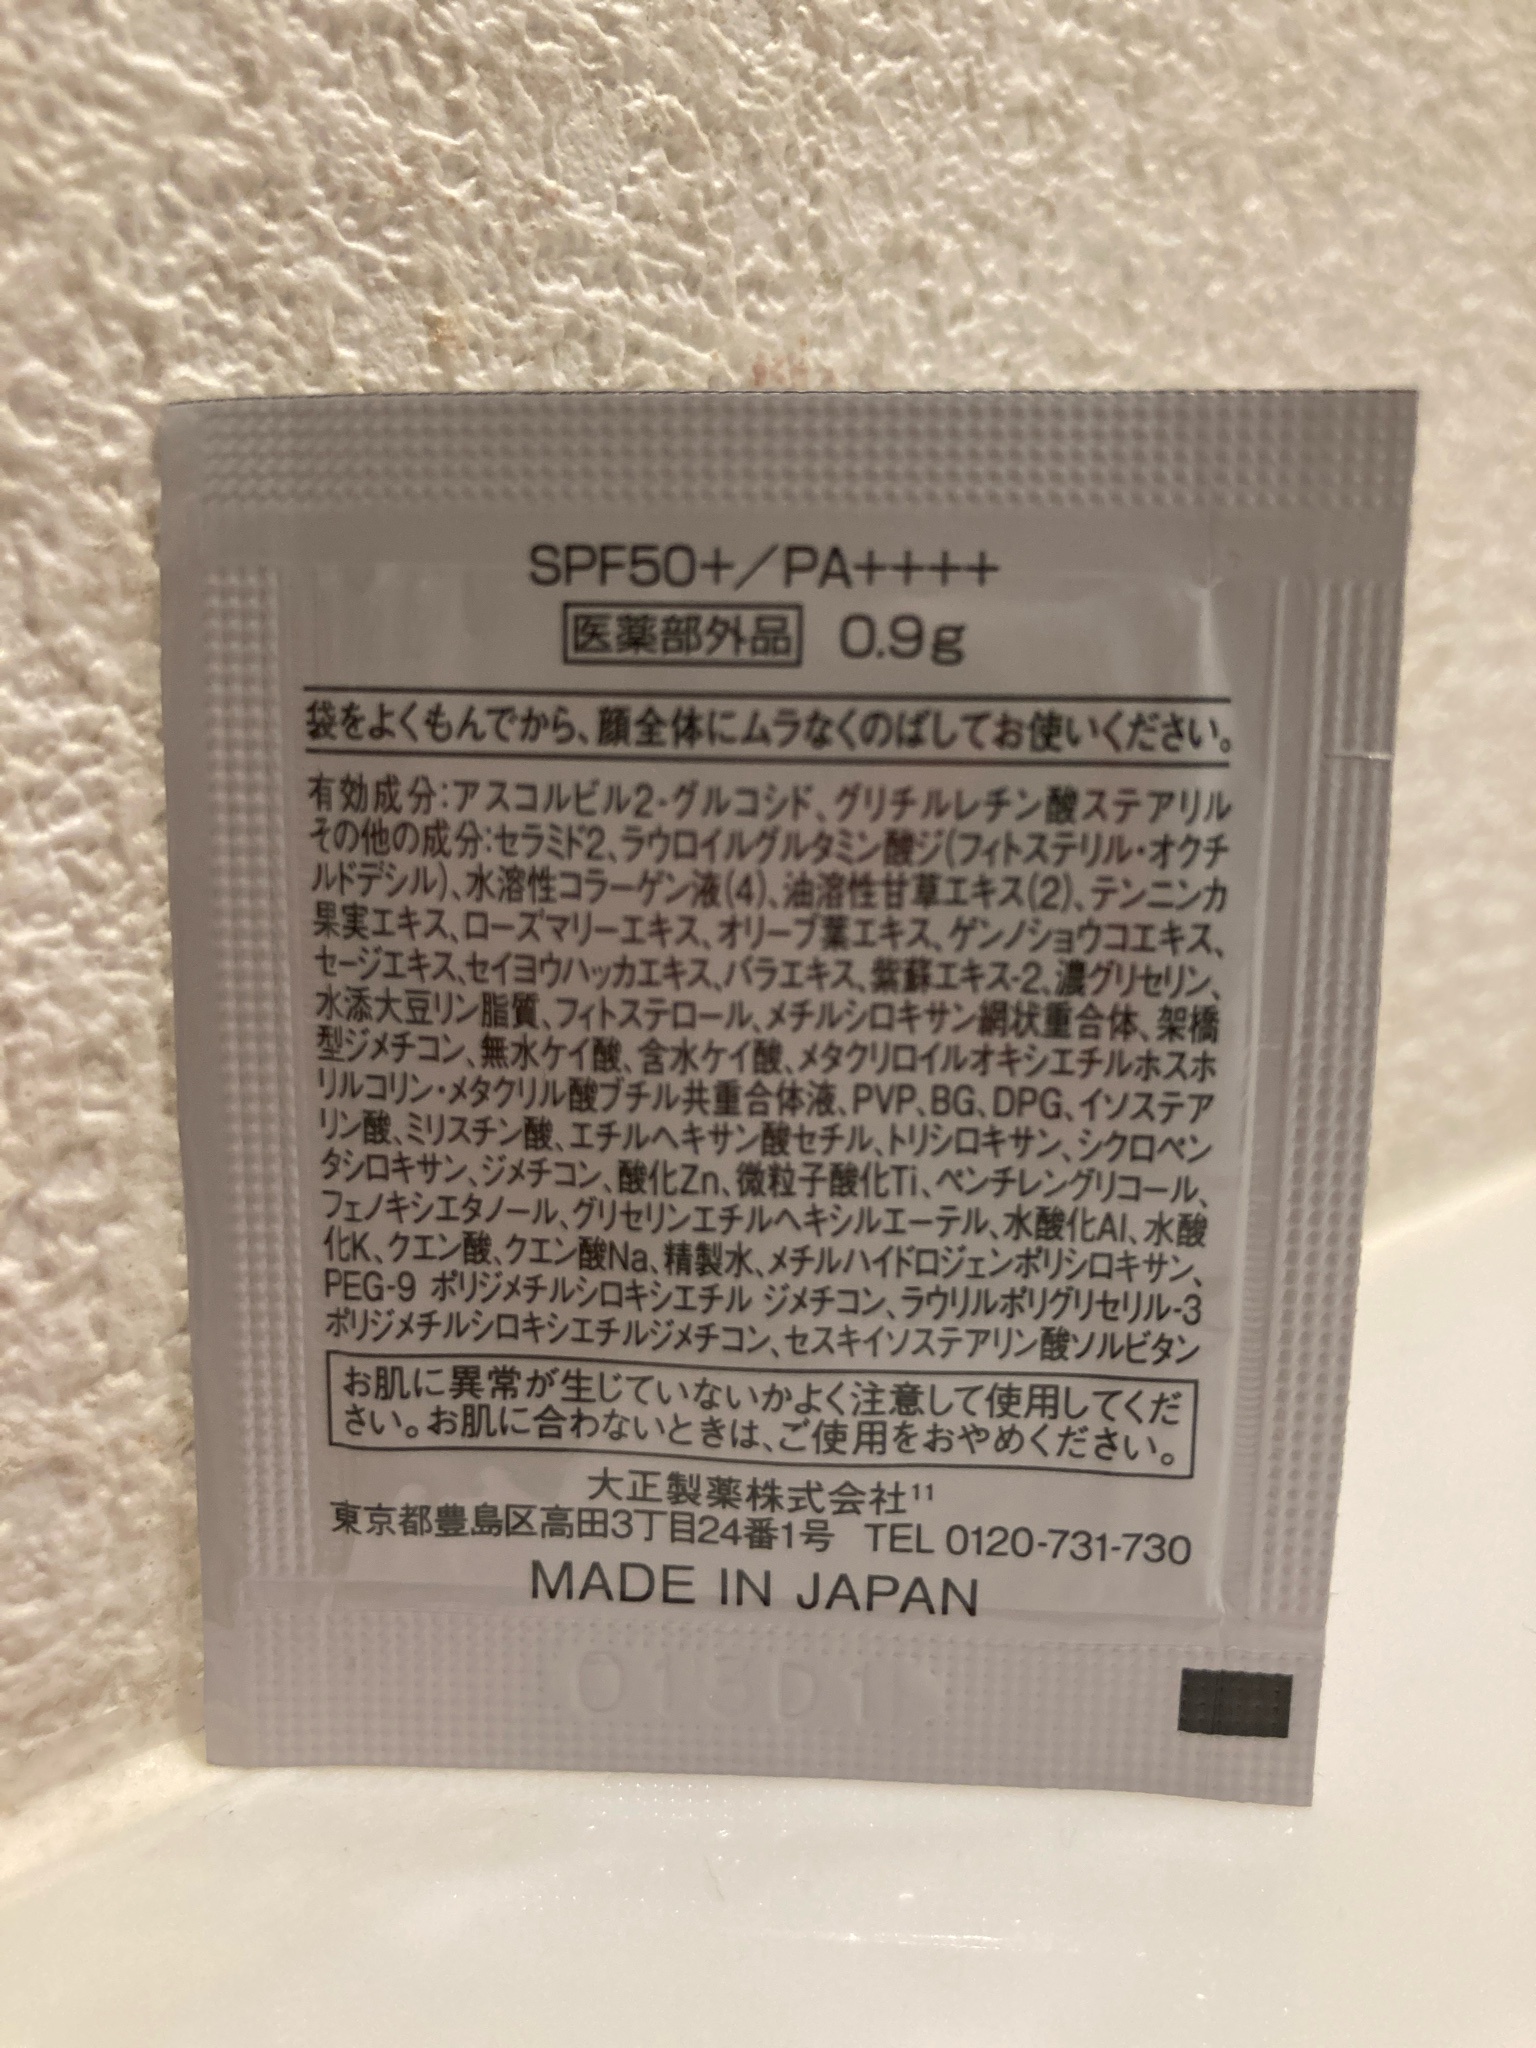 SPF50+／PA++++
医薬部外品 0.9g
袋をよくもんでから、顔全体にムラなくのばしてお使いください。
有効成分：アスコルビル2-グルコシド、グリチルレチン酸ステアリル
その他の成分：セラミド2、ラウロイルグルタミン酸ジ(フィトステリル・オクチ
ルドデシル)、水溶性コラーゲン液(4)、油溶性甘草エキス(2)、テンニンカ
果実エキス、ローズマリーエキス、オリーブ葉エキス、ゲンノショウコエキス、
セージエキス、セイヨウハッカエキス、バラエキス、紫蘇エキス-2、濃グリセリン、
水添大豆リン脂質、フィトステロール、メチルシロキサン網状重合体、架橋
型ジメチコン、無水ケイ酸、含水ケイ酸、メタクリロイルオキシエチルホスホ
リルコリン・メタクリル酸ブチル共重合体液、PVP、BG、DPG、イソステア
リン酸、ミリスチン酸、エチルヘキサン酸セチル、トリシロキサン、シクロペン
タシロキサン、ジメチコン、酸化Zn、微粒子酸化Ti、ペンチレングリコール、
フェノキシエタノール、グリセリンエチルヘキシルエーテル、水酸化Al、水酸
化K、クエン酸、クエン酸Na、精製水、メチルハイドロジェンポリシロキサン、
PEG-9 ポリジメチルシロキシエチル ジメチコン、ラウリルポリグリセリル-3
ポリジメチルシロキシエチルジメチコン、セスキイソステアリン酸ソルビタン
お肌に異常が生じていないかよく注意して使用してくだ
さい。お肌に合わないときは、ご使用をおやめください。
大正製薬株式会社11
東京都豊島区高田3丁目24番1号 TEL 0120-731-730
MADE IN JAPAN